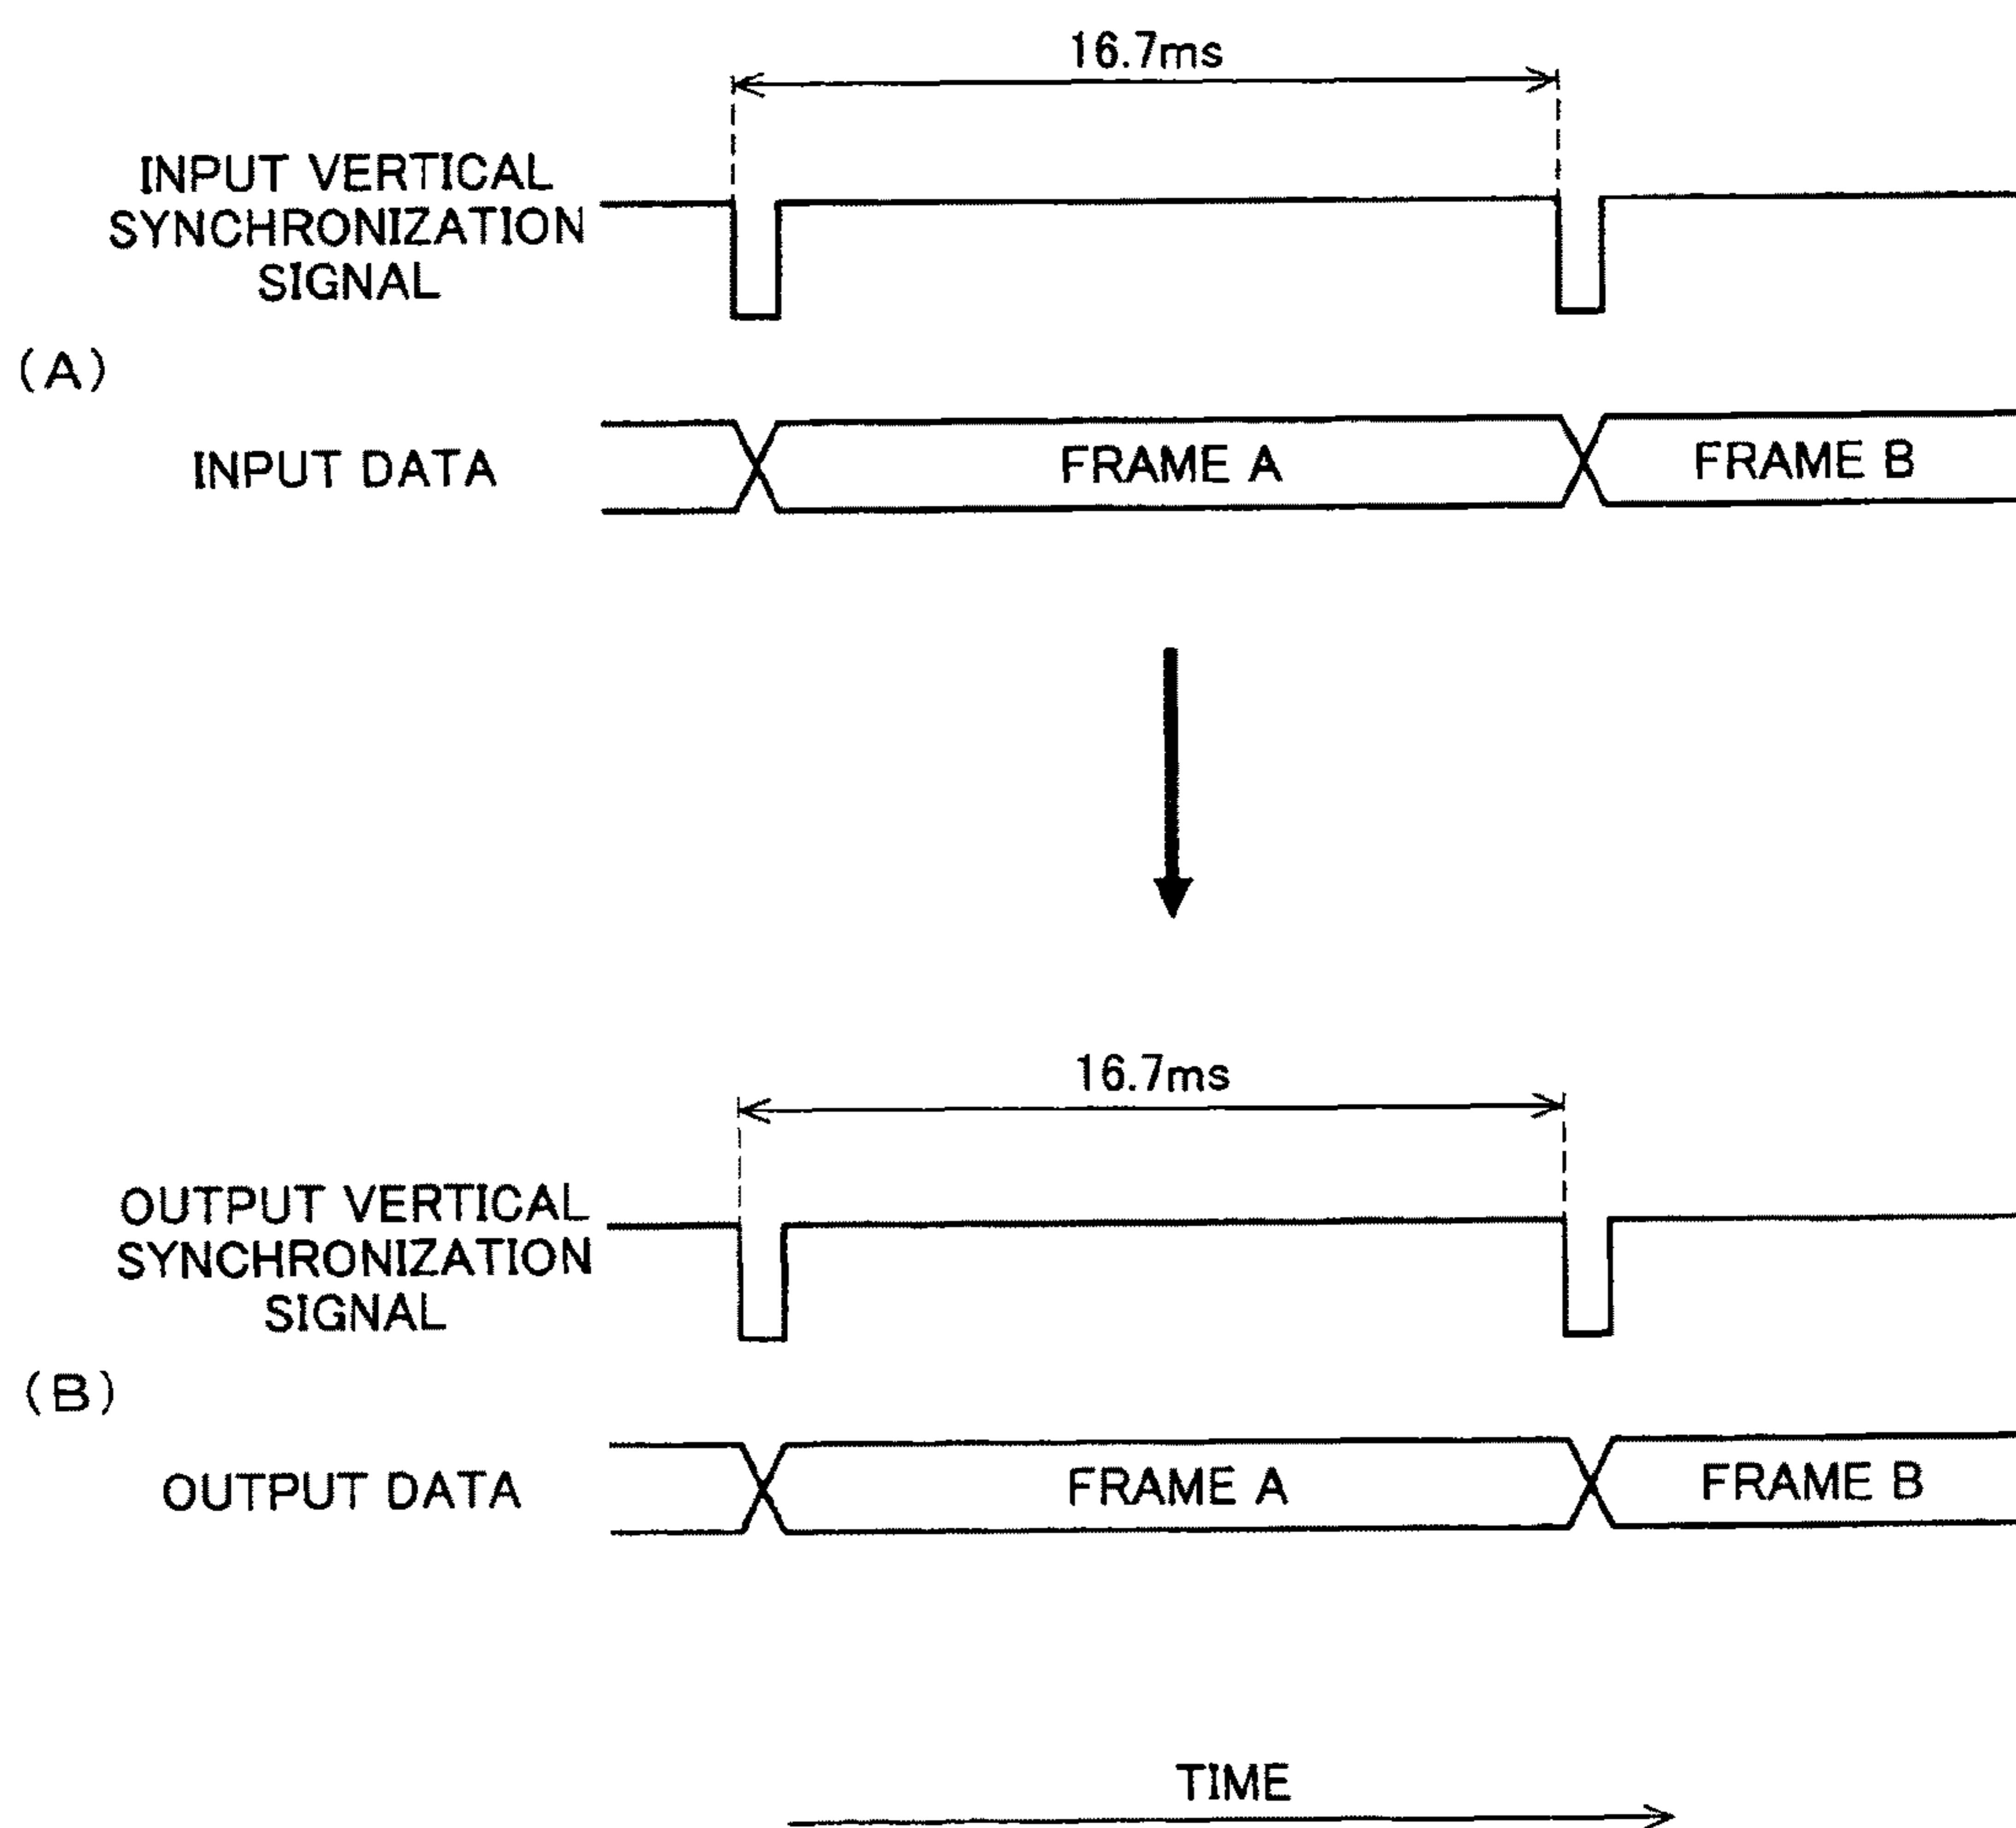 16.7ms
INPUT VERTICAL
SYNCHRONIZATION
SIGNAL
(A)
INPUT DATA
FRAME A
FRAME B
16.7ms
OUTPUT VERTICAL
SYNCHRONIZATION
SIGNAL
(B)
OUTPUT DATA
FRAME A
FRAME B
TIME